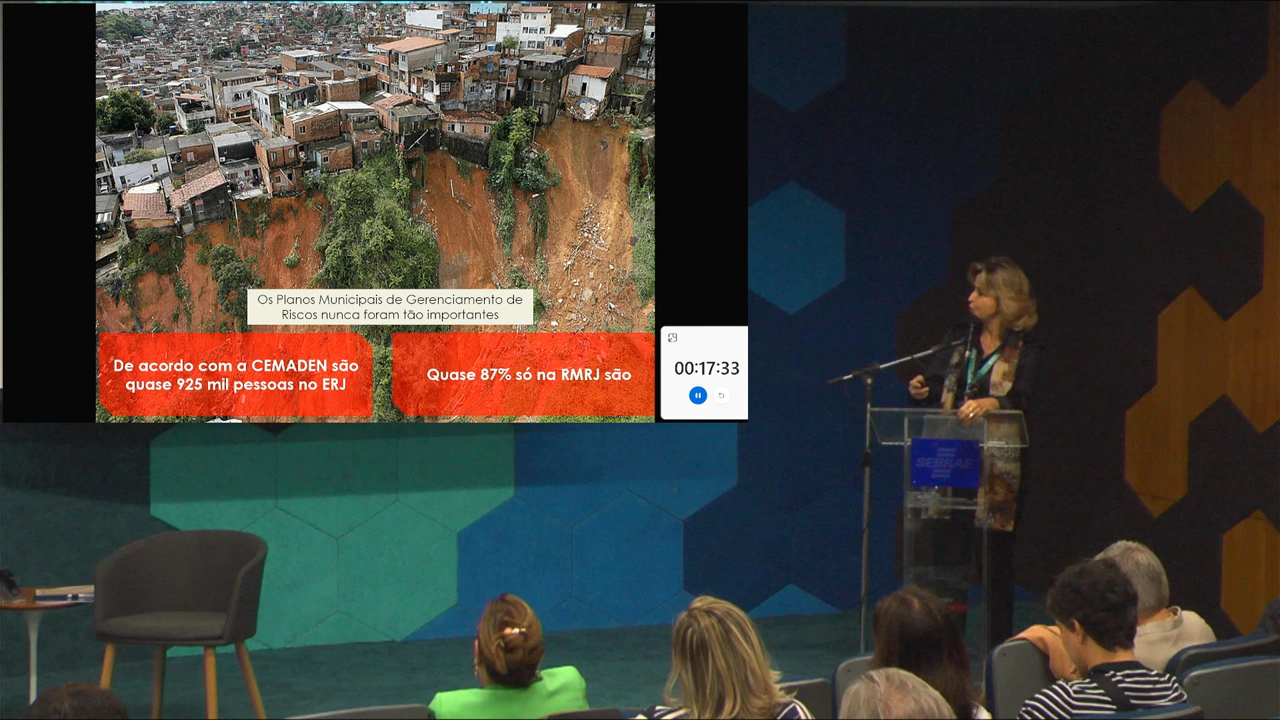 Os Planos Municipais de Gerenciamento de
Riscos nunca foram tão importantes
De acordo com a CEMADEN são
quase 925 mil pessoas no ERJ
Quase 87% só na RMRJ são
00:17:33
SEBRAE